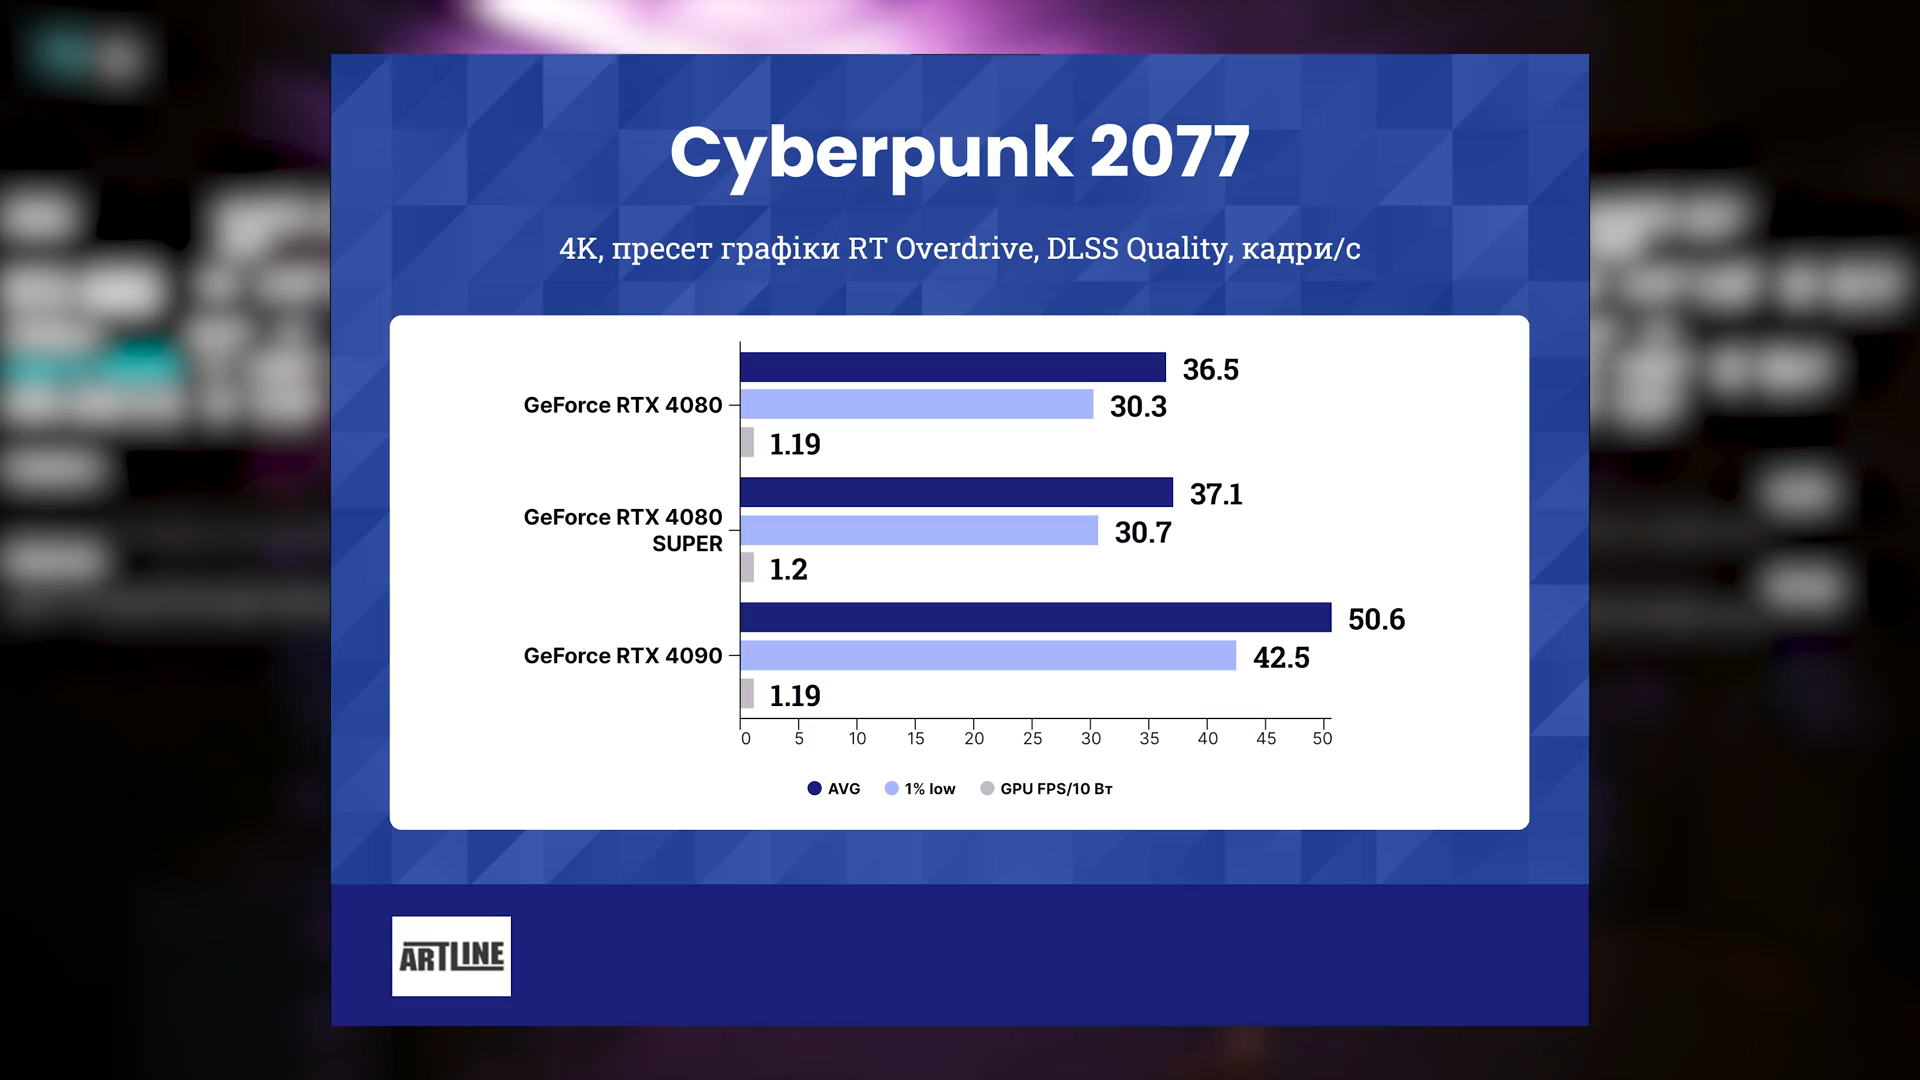 Cyberpunk 2077
4K, пресет графіки RT Overdrive, DLSS Quality, кадри/с
GeForce RTX 4080
36.5
30.3
1.19
GeForce RTX 4080
SUPER
37.1
30.7
1.2
GeForce RTX 4090
50.6
42.5
1.19
0 5 10 15 20 25 30 35 40 45 50
AVG 1% low GPU FPS/10 Вт
ARTLINE